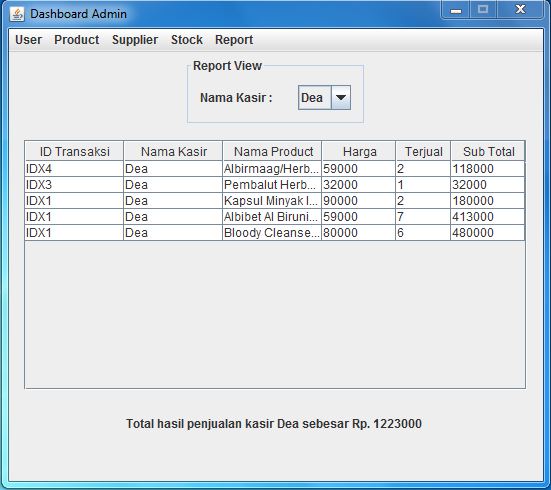 Dashboard Admin
User Product Supplier Stock Report
Report View
Nama Kasir : Dea
ID Transaksi Nama Kasir Nama Product Harga Terjual Sub Total
IDX4 Dea Albirmaag/Herb... 59000 2 118000
IDX3 Dea Pembalut Herb... 32000 1 32000
IDX1 Dea Kapsul Minyak I... 90000 2 180000
IDX1 Dea Albibet Al Biruni... 59000 7 413000
IDX1 Dea Bloody Cleanse... 80000 6 480000
Total hasil penjualan kasir Dea sebesar Rp. 1223000